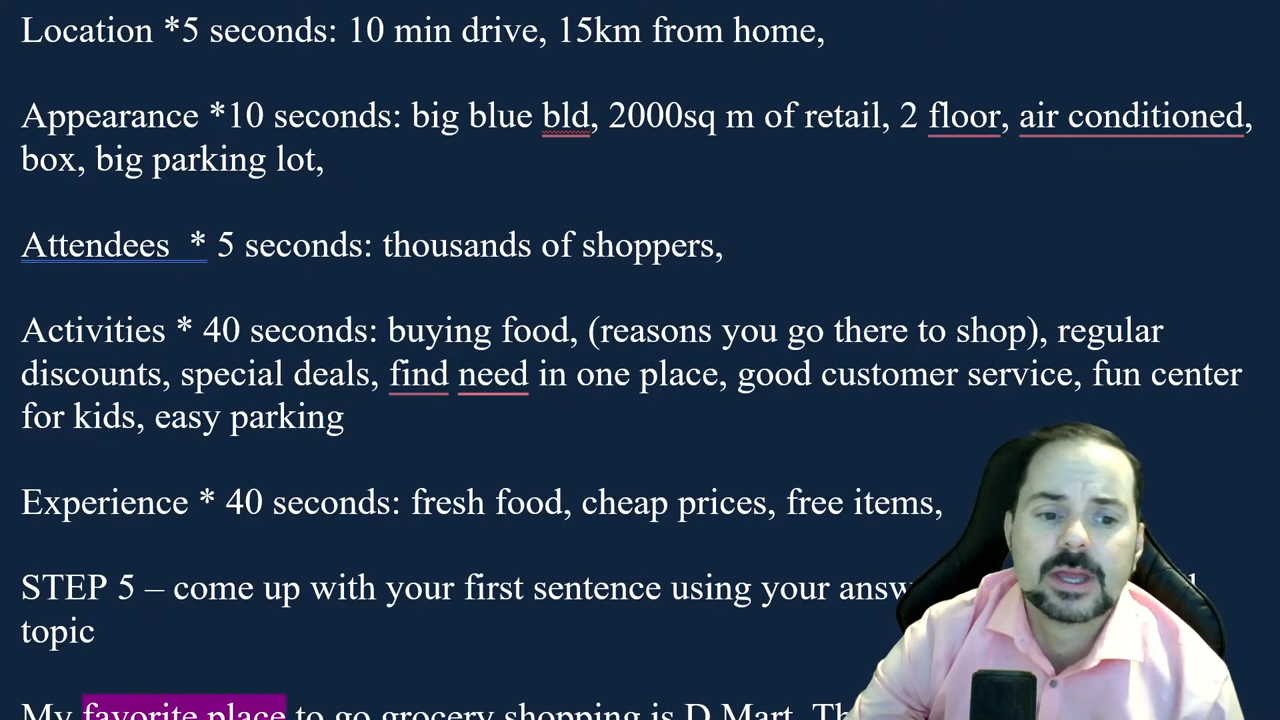 Location *5 seconds: 10 min drive, 15km from home,
Appearance *10 seconds: big blue bld, 2000sq m of retail, 2 floor, air conditioned,
box, big parking lot,
Attendees  * 5 seconds: thousands of shoppers,
Activities * 40 seconds: buying food, (reasons you go there to shop), regular
discounts, special deals, find need in one place, good customer service, fun center
for kids, easy parking
Experience * 40 seconds: fresh food, cheap prices, free items,
STEP 5 – come up with your first sentence using your
topic
My favorite place to go grocery shopping is D Mart.